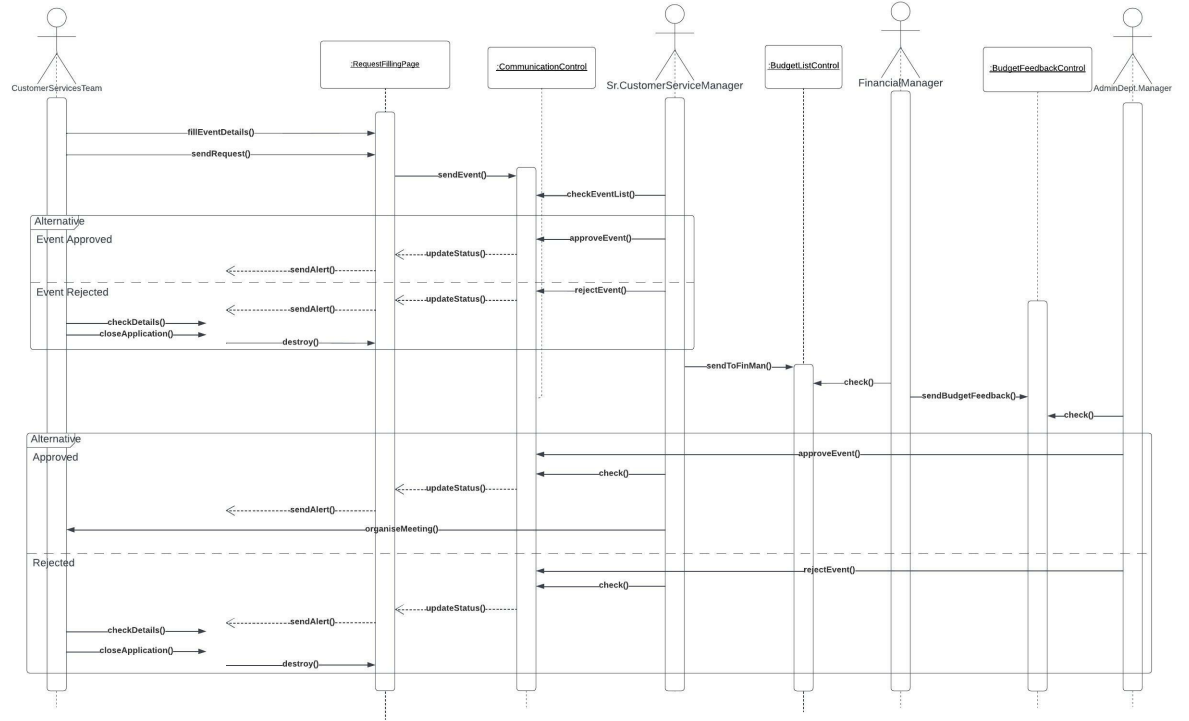 :RequestFillingPage
:CommunicationControl
:BudgetListControl
:BudgetFeedbackControl
CustomerServicesTeam
Sr.CustomerServiceManager
FinancialManager
AdminDept.Manager
fillEventDetails()
sendRequest()
sendEvent()
checkEventList()
Alternative
Event Approved
approveEvent()
updateStatus()
sendAlert()
Event Rejected
rejectEvent()
updateStatus()
sendAlert()
checkDetails()
closeApplication()
destroy()
sendToFinMan()
check()
sendBudgetFeedback()
check()
Alternative
Approved
approveEvent()
check()
updateStatus()
sendAlert()
organiseMeeting()
Rejected
rejectEvent()
check()
updateStatus()
sendAlert()
checkDetails()
closeApplication()
destroy()